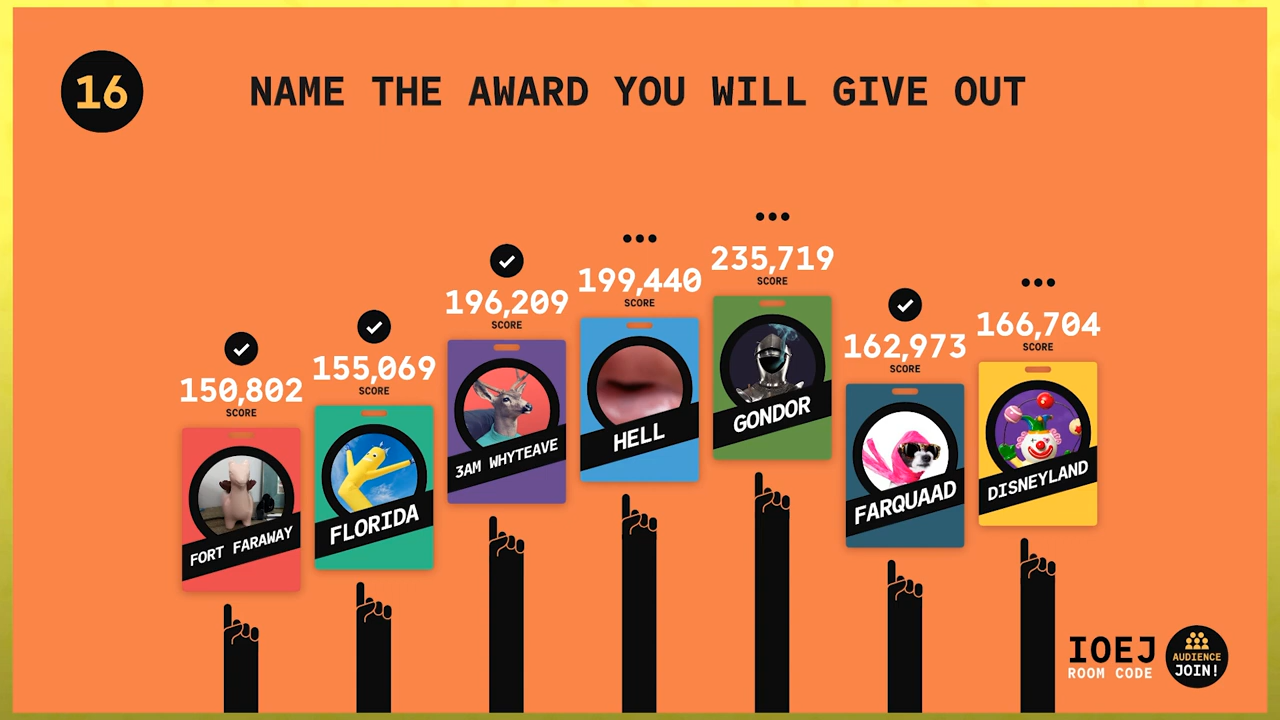 16
NAME THE AWARD YOU WILL GIVE OUT
150,802
SCORE
FORT FARAWAY
155,069
SCORE
FLORIDA
196,209
SCORE
3AM WHYTEAVE
199,440
SCORE
HELL
235,719
SCORE
GONDOR
162,973
SCORE
FARQUAAD
166,704
SCORE
DISNEYLAND
IOEJ
ROOM CODE
AUDIENCE
JOIN!